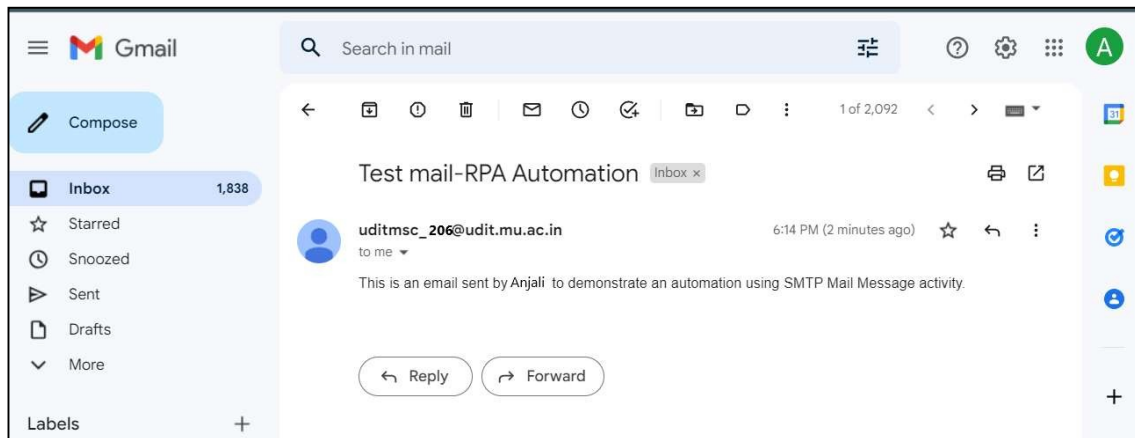 Gmail
Search in mail
A
Compose
1 of 2,092
31
Test mail-RPA Automation Inbox ×
Inbox 1,838
uditmsc_206@udit.mu.ac.in 6:14 PM (2 minutes ago)
Starred
to me
Snoozed
This is an email sent by Anjali to demonstrate an automation using SMTP Mail Message activity.
Sent
Drafts
More
Reply Forward
Labels